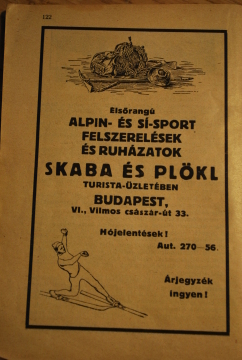 122
Elsőrangú
ALPIN- ÉS SÍ-SPORT
FELSZERELÉSEK
ÉS RUHÁZATOK
SKABA ÉS PLÖKL
TURISTA-ÜZLETÉBEN
BUDAPEST,
VI., Vilmos császár-út 33.
Hójelentések!
Aut. 270—56.
Árjegyzék
ingyen!